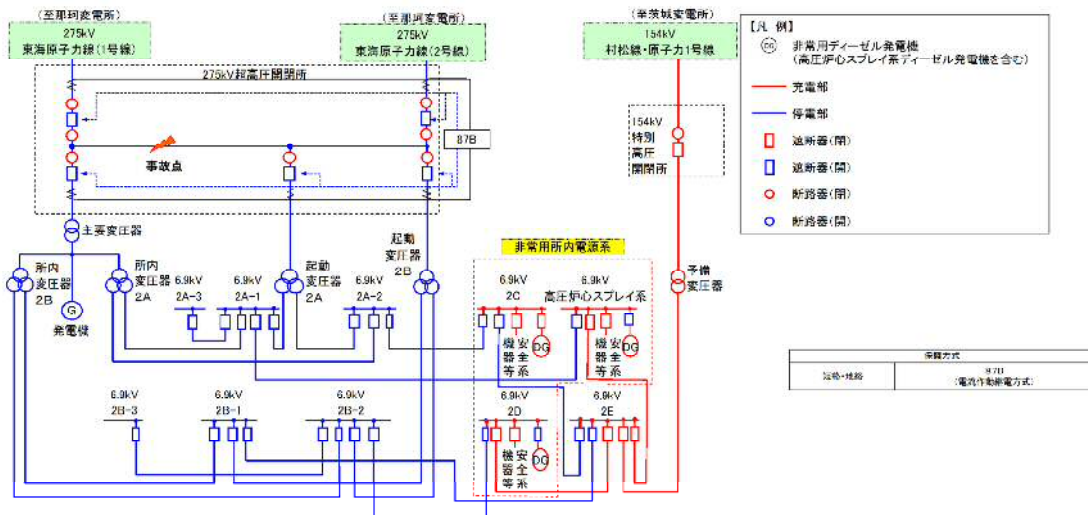 (至那珂変電所)
275kV
東海原子力線(1号線)
(至那珂変電所)
275kV
東海原子力線(2号線)
(至茨城変電所)
154kV
村松線・原子力1号線
【凡 例】
DG
非常用ディーゼル発電機
(高圧炉心スプレイ系ディーゼル発電機を含む)
充電部
停電部
遮断器(閉)
遮断器(開)
断路器(閉)
断路器(開)
275kV超高圧開閉所
87B
事故点
154kV
特別
高圧
開閉所
主要変圧器
所内
変圧器
2B
所内
変圧器
2A
G
発電機
起動
変圧器
2A
起動
変圧器
2B
予備
変圧器
非常用所内電源系
6.9kV
2A-3
6.9kV
2A-1
6.9kV
2A-2
6.9kV
2C
6.9kV
高圧炉心スプレイ系
安全系
機器等
DG
安全系
機器等
DG
6.9kV
2B-3
6.9kV
2B-1
6.9kV
2B-2
6.9kV
2D
6.9kV
2E
安全系
機器等
DG
保護方式
短絡・地絡
87B
(電流作動継電方式)